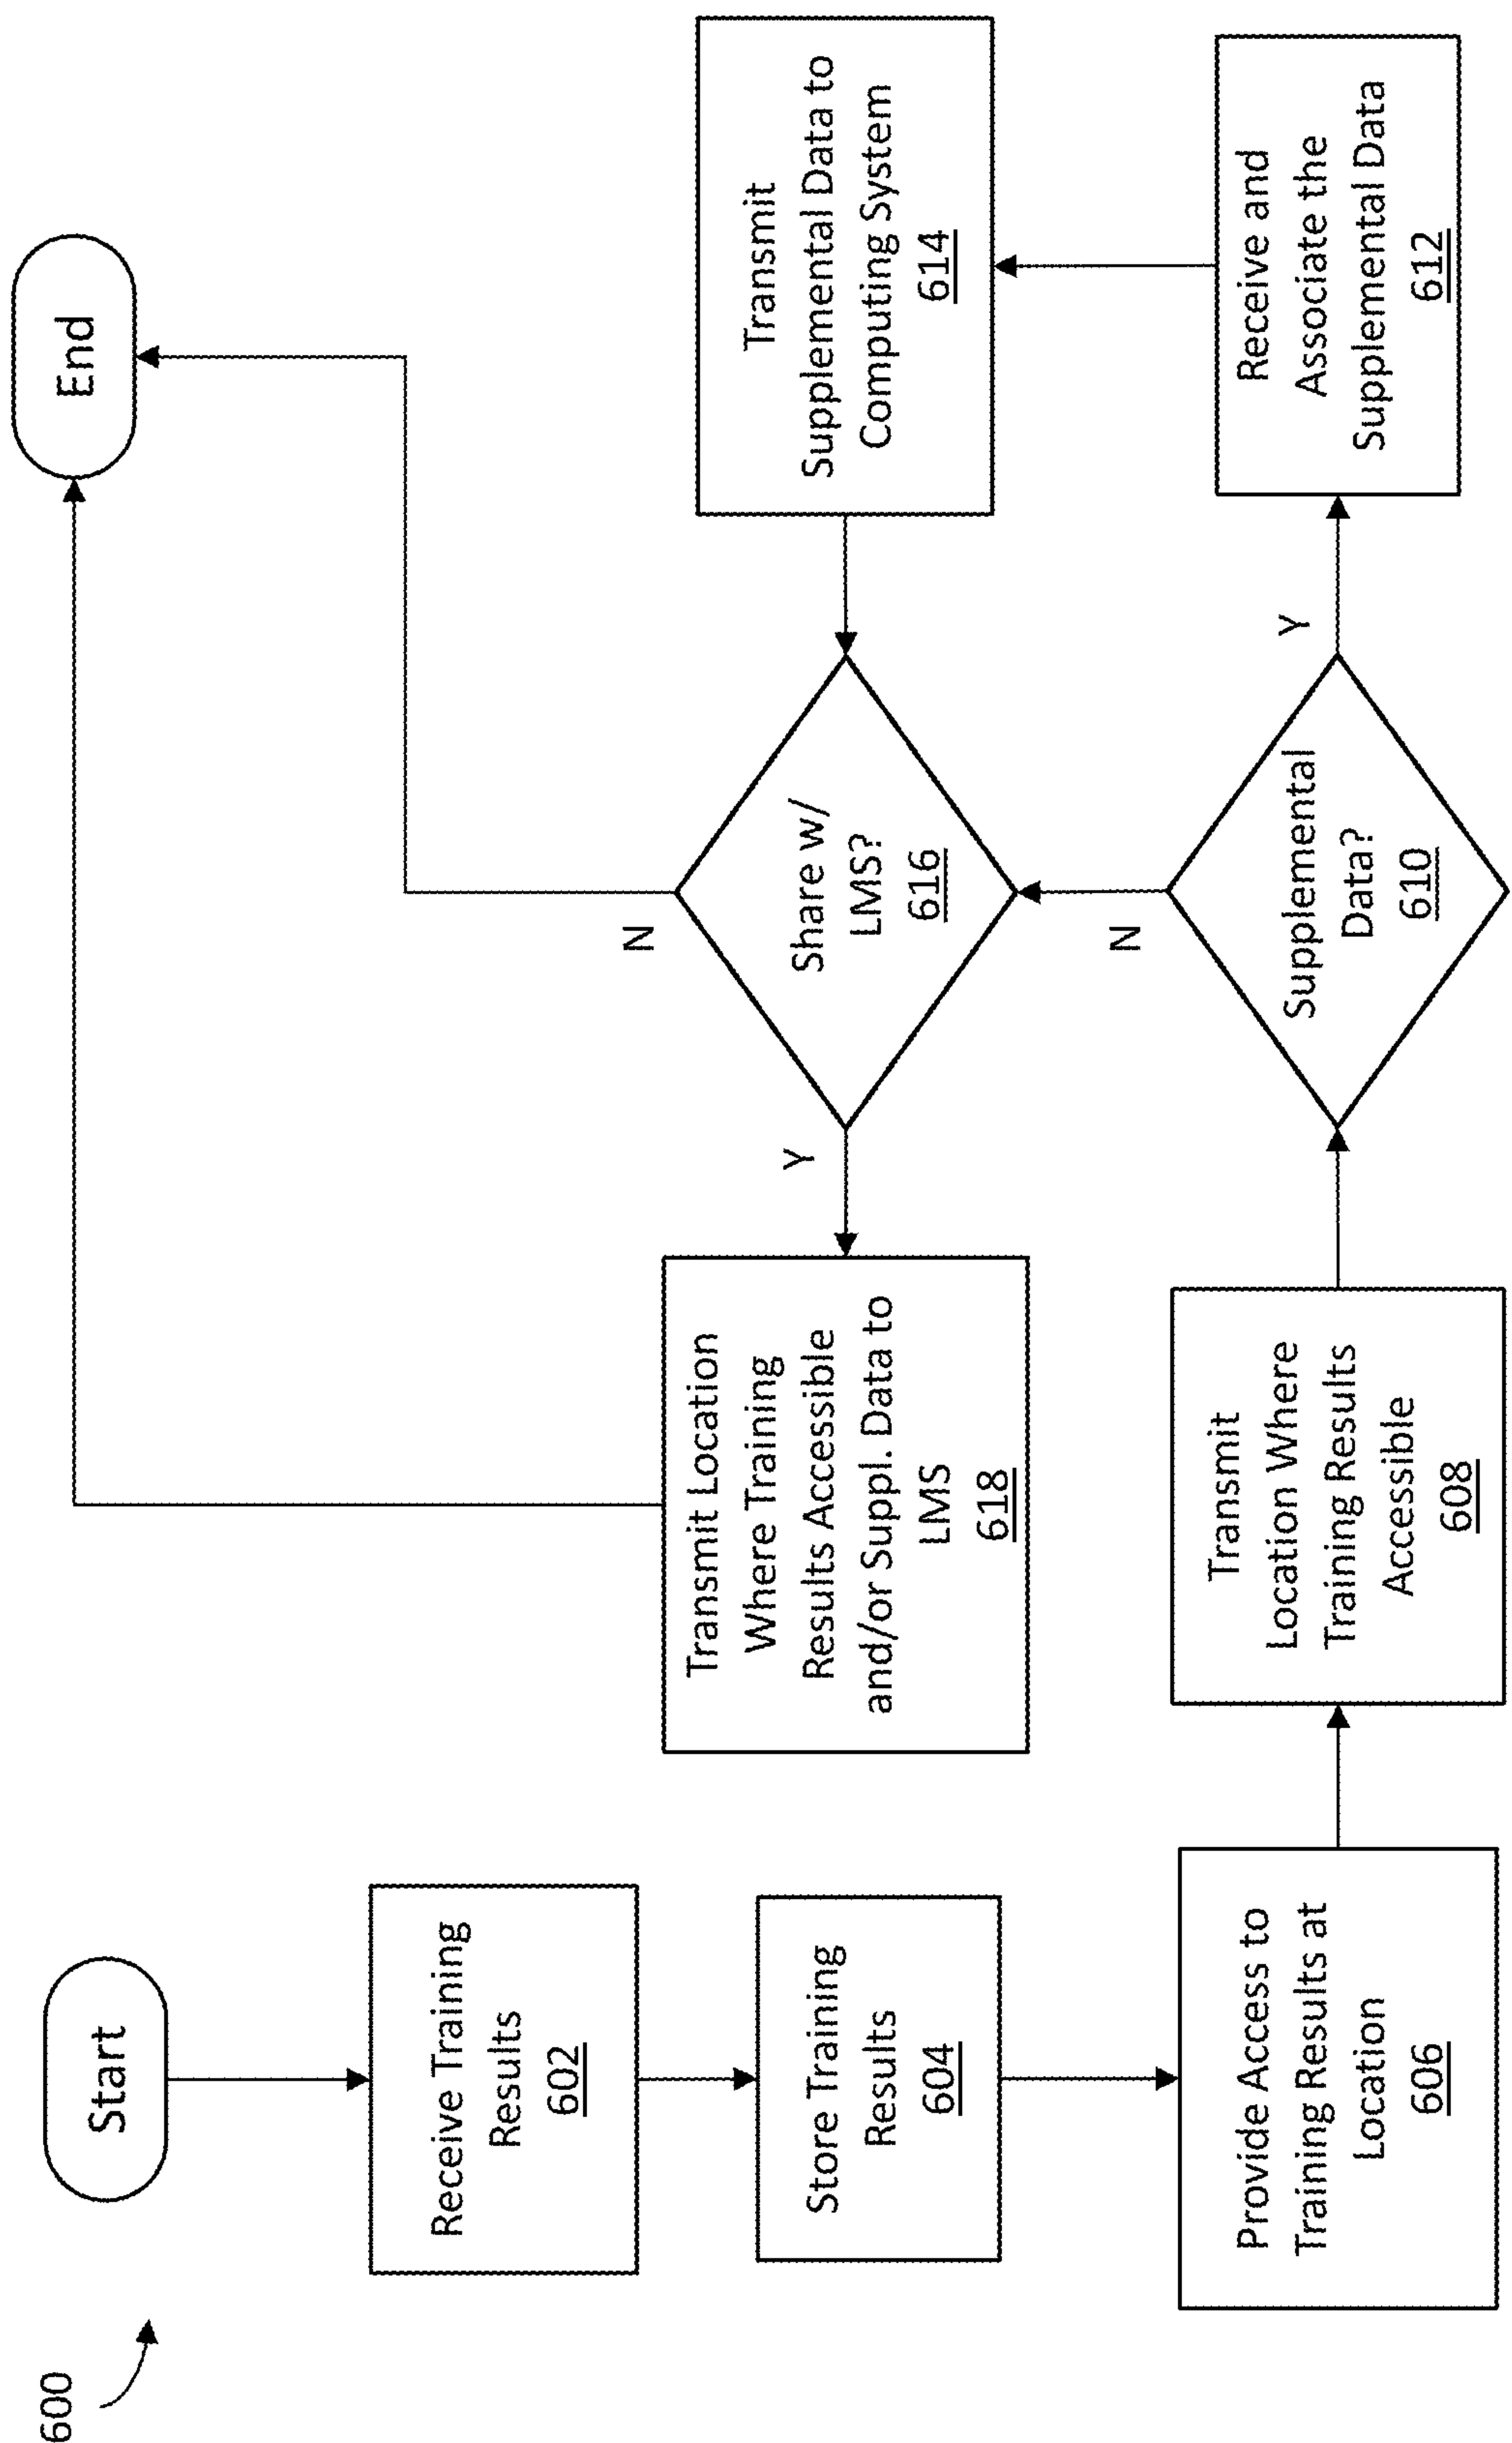 600
Start
Receive Training
Results
602
Store Training
Results
604
Provide Access to
Training Results at
Location
606
Transmit
Location Where
Training Results
Accessible
608
Supplemental
Data?
610
Y
N
Receive and
Associate the
Supplemental Data
612
Transmit
Supplemental Data to
Computing System
614
Share w/
LMS?
616
Y
N
Transmit Location
Where Training
Results Accessible
and/or Suppl. Data to
LMS
618
End